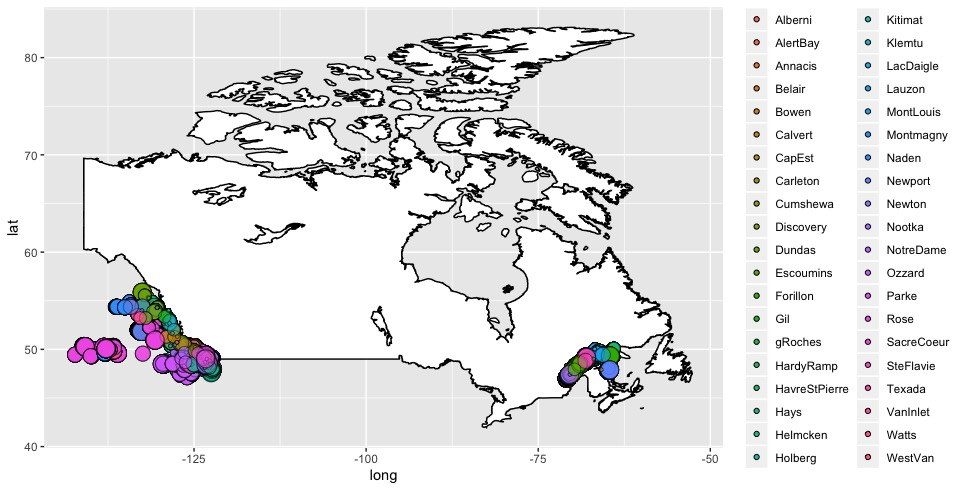 80
70
60
50
40
lat
-125
-100
-75
-50
long
Alberni
AlertBay
Annacis
Belair
Bowen
Calvert
CapEst
Carleton
Cumshewa
Discovery
Dundas
Escoumins
Forillon
Gil
gRoches
HardyRamp
HavreStPierre
Hays
Helmcken
Holberg
Kitimat
Klemtu
LacDaigle
Lauzon
MontLouis
Montmagny
Naden
Newport
Newton
Nootka
NotreDame
Ozzard
Parke
Rose
SacreCoeur
SteFlavie
Texada
VanInlet
Watts
WestVan